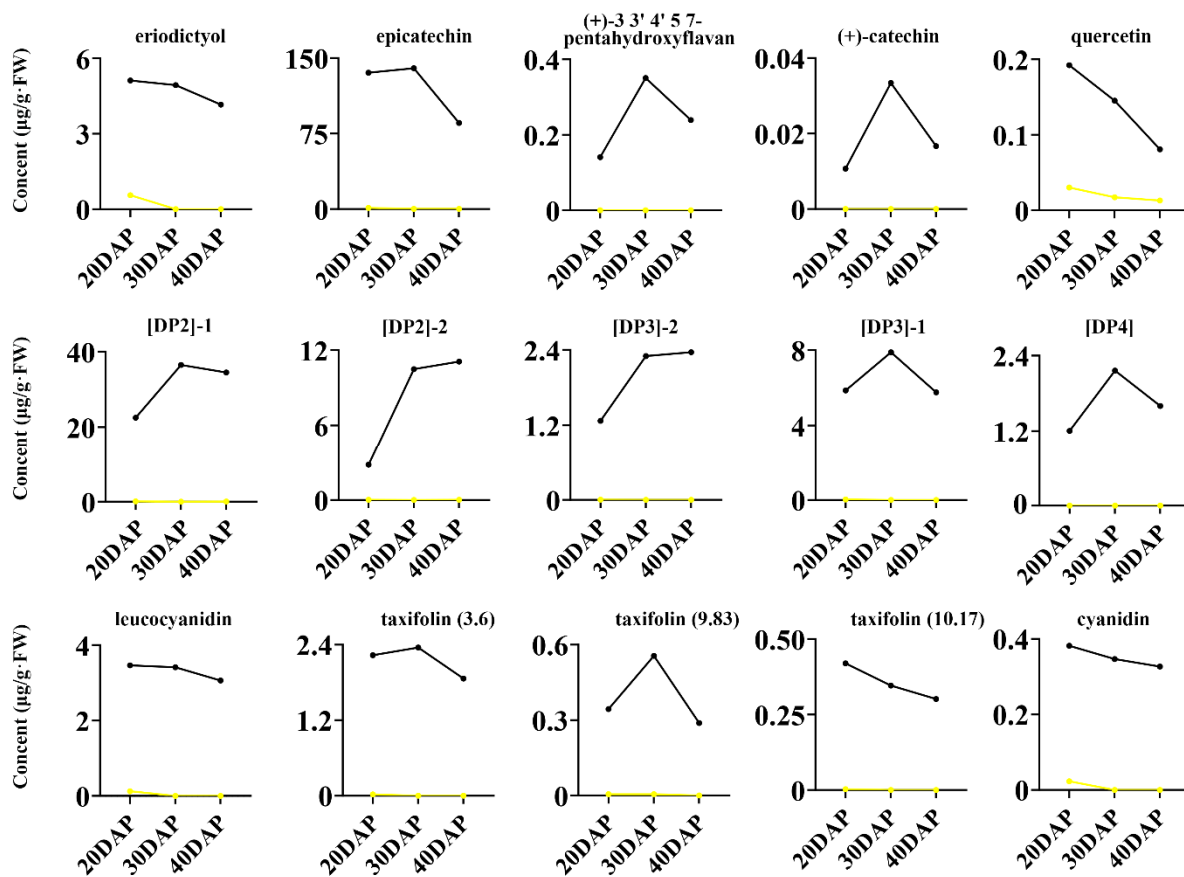 eriodictyol
epicatechin
(+)-3 3' 4' 5 7-
pentahydroxyflavan
(+)-catechin
quercetin
Concent (µg/g·FW)
6
3
0
20DAP
30DAP
40DAP
150
75
0
20DAP
30DAP
40DAP
0.4
0.2
0
20DAP
30DAP
40DAP
0.04
0.02
0
20DAP
30DAP
40DAP
0.2
0.1
0
20DAP
30DAP
40DAP
[DP2]-1
[DP2]-2
[DP3]-2
[DP3]-1
[DP4]
Concent (µg/g·FW)
40
20
0
20DAP
30DAP
40DAP
12
6
0
20DAP
30DAP
40DAP
2.4
1.2
0
20DAP
30DAP
40DAP
8
4
0
20DAP
30DAP
40DAP
2.4
1.2
0
20DAP
30DAP
40DAP
leucocyanidin
taxifolin (3.6)
taxifolin (9.83)
taxifolin (10.17)
cyanidin
Concent (µg/g·FW)
4
2
0
20DAP
30DAP
40DAP
2.4
1.2
0
20DAP
30DAP
40DAP
0.6
0.3
0
20DAP
30DAP
40DAP
0.50
0.25
0
20DAP
30DAP
40DAP
0.4
0.2
0
20DAP
30DAP
40DAP